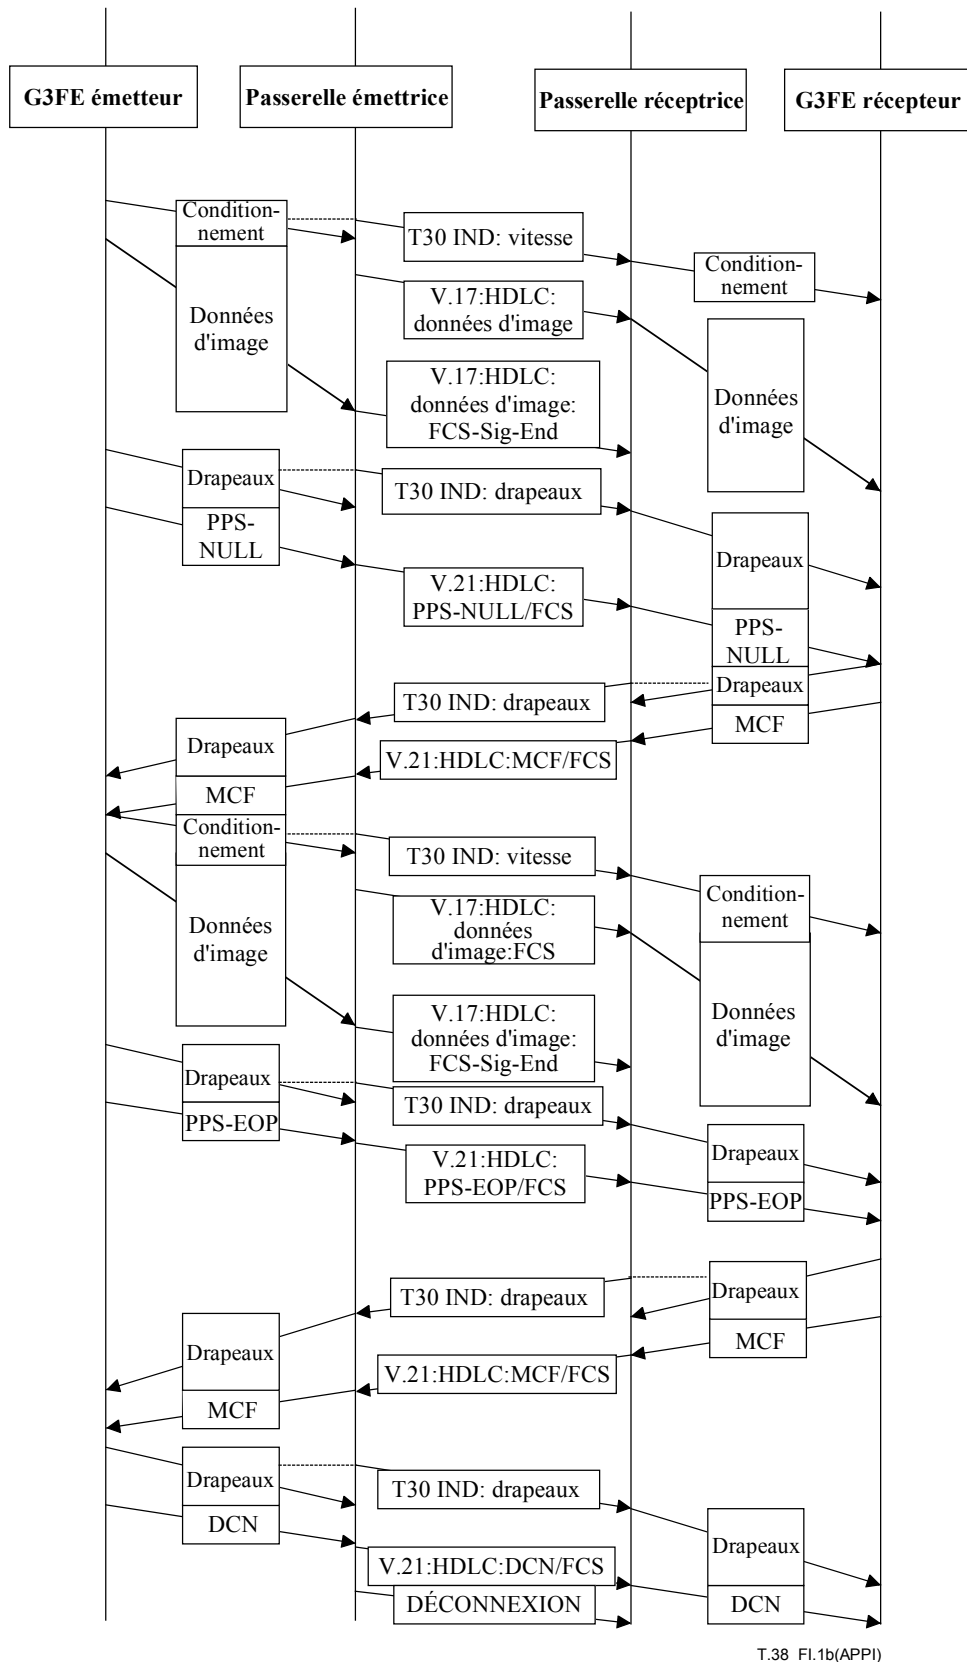 G3FE émetteur
Passerelle émettrice
Passerelle réceptrice
G3FE récepteur
Condition-
nement
T30 IND: vitesse
Condition-
nement
Données
d'image
V.17:HDLC:
données d'image
V.17:HDLC:
données d'image:
FCS-Sig-End
Données
d'image
Drapeaux
T30 IND: drapeaux
PPS-
NULL
Drapeaux
V.21:HDLC:
PPS-NULL/FCS
PPS-
NULL
Drapeaux
T30 IND: drapeaux
MCF
Drapeaux
V.21:HDLC:MCF/FCS
MCF
Condition-
nement
T30 IND: vitesse
Condition-
nement
Données
d'image
V.17:HDLC:
données
d'image:FCS
V.17:HDLC:
données d'image:
FCS-Sig-End
Données
d'image
Drapeaux
T30 IND: drapeaux
PPS-EOP
Drapeaux
V.21:HDLC:
PPS-EOP/FCS
PPS-EOP
Drapeaux
T30 IND: drapeaux
MCF
Drapeaux
V.21:HDLC:MCF/FCS
MCF
Drapeaux
T30 IND: drapeaux
DCN
Drapeaux
V.21:HDLC:DCN/FCS
DÉCONNEXION
DCN
T.38_FI.1b(APPI)